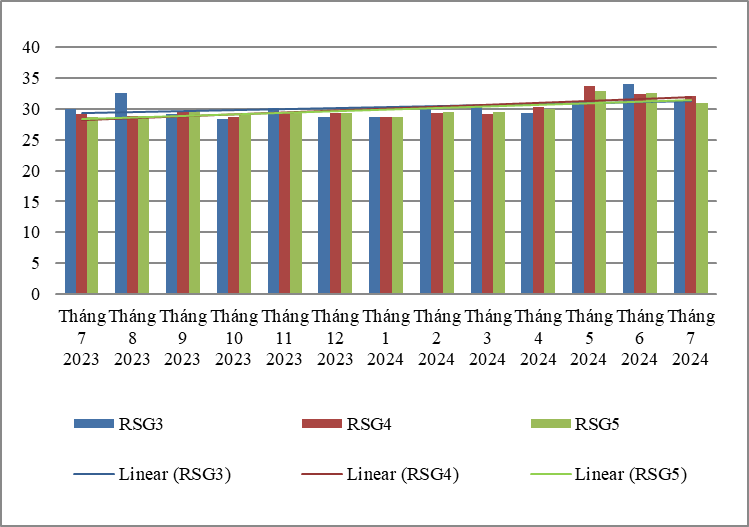 40
35
30
25
20
15
10
5
0
Tháng Tháng Tháng Tháng Tháng Tháng Tháng Tháng Tháng Tháng Tháng Tháng Tháng
7 8 9 10 11 12 1 2 3 4 5 6 7
2023 2023 2023 2023 2023 2023 2024 2024 2024 2024 2024 2024 2024
RSG3 RSG4 RSG5
Linear (RSG3) Linear (RSG4) Linear (RSG5)